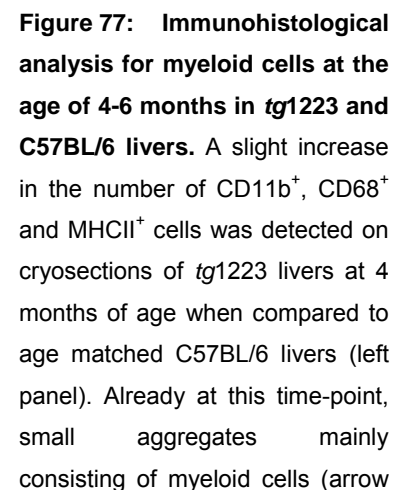 Figure 77: Immunohistological
analysis for myeloid cells at the
age of 4-6 months in tg1223 and
C57BL/6 livers. A slight increase
in the number of CD11b⁺, CD68⁺
and MHCII⁺ cells was detected on
cryosections of tg1223 livers at 4
months of age when compared to
age matched C57BL/6 livers (left
panel). Already at this time-point,
small aggregates mainly
consisting of myeloid cells (arrow